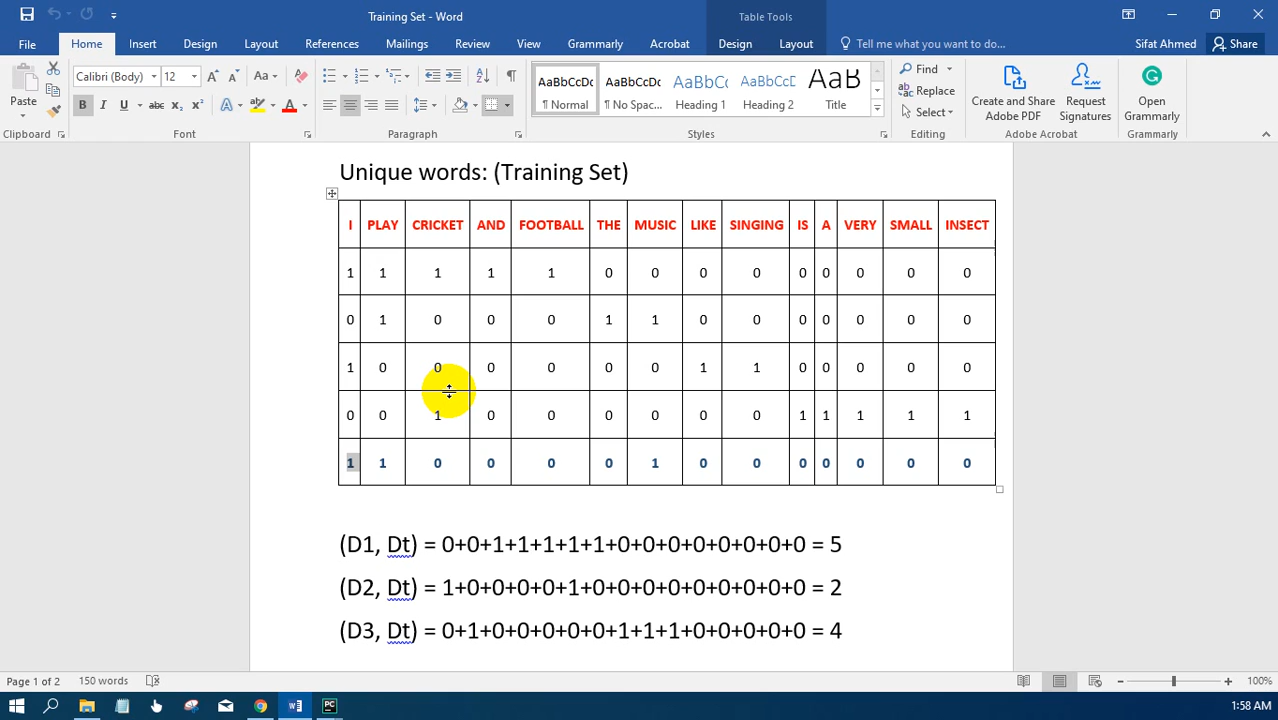 Training Set - Word
Table Tools
File Home Insert Design Layout References Mailings Review View Grammarly Acrobat Design Layout Tell me what you want to do... Sifat Ahmed Share
Paste
Calibri (Body) 12 Aa
B I U abc x₂ x² A A
AaBbCcDc AaBbCcDc AaBbCcD AaBbCcD AaB
¶ Normal ¶ No Spac... Heading 1 Heading 2 Title
Find
Replace
Select
Create and Share Adobe PDF
Request Signatures
Open Grammarly
Clipboard Font Paragraph Styles Editing Adobe Acrobat Grammarly
Unique words: (Training Set)
I PLAY CRICKET AND FOOTBALL THE MUSIC LIKE SINGING IS A VERY SMALL INSECT
1 1 1 1 1 0 0 0 0 0 0 0 0 0
0 1 0 0 0 1 1 0 0 0 0 0 0 0
1 0 0 0 0 0 0 1 1 0 0 0 0 0
0 0 1 0 0 0 0 0 0 1 1 1 1 1
1 1 0 0 0 0 1 0 0 0 0 0 0 0
(D1, Dt) = 0+0+1+1+1+1+1+0+0+0+0+0+0+0+0 = 5
(D2, Dt) = 1+0+0+0+0+1+0+0+0+0+0+0+0+0+0 = 2
(D3, Dt) = 0+1+0+0+0+0+0+1+1+1+0+0+0+0+0 = 4
Page 1 of 2 150 words 100%
1:58 AM